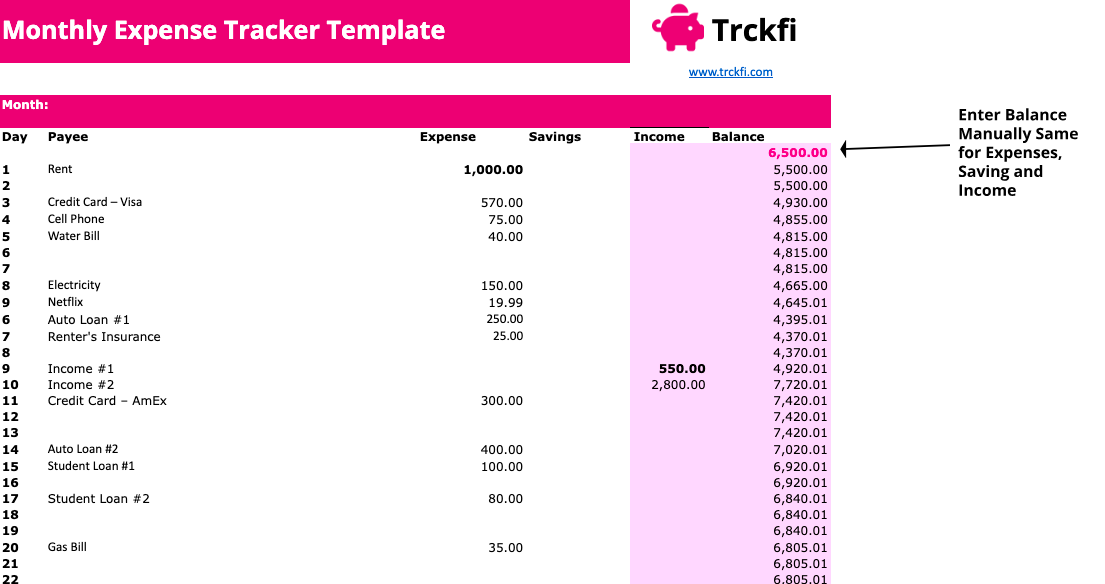 Monthly Expense Tracker Template
Trckfi
www.trckfi.com
Month:
Day Payee Expense Savings Income Balance
6,500.00
1 Rent 1,000.00 5,500.00
2 5,500.00
3 Credit Card – Visa 570.00 4,930.00
4 Cell Phone 75.00 4,855.00
5 Water Bill 40.00 4,815.00
6 4,815.00
7 4,815.00
8 Electricity 150.00 4,665.00
9 Netflix 19.99 4,645.01
6 Auto Loan #1 250.00 4,395.01
7 Renter's Insurance 25.00 4,370.01
8 4,370.01
9 Income #1 550.00 4,920.01
10 Income #2 2,800.00 7,720.01
11 Credit Card – AmEx 300.00 7,420.01
12 7,420.01
13 7,420.01
14 Auto Loan #2 400.00 7,020.01
15 Student Loan #1 100.00 6,920.01
16 6,920.01
17 Student Loan #2 80.00 6,840.01
18 6,840.01
19 6,840.01
20 Gas Bill 35.00 6,805.01
21 6,805.01
22 6,805.01
Enter Balance
Manually Same
for Expenses,
Saving and
Income